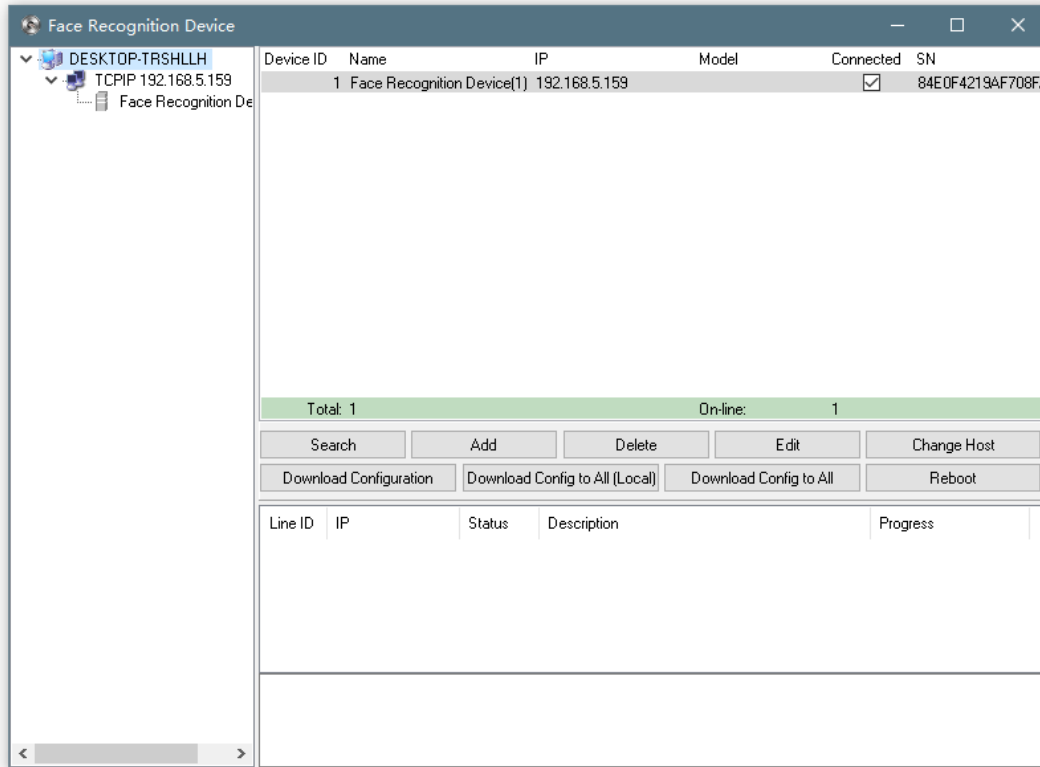 Face Recognition Device
DESKTOP-TRSHLLH
TCPIP 192.168.5.159
Face Recognition De
Device ID Name IP Model Connected SN
1 Face Recognition Device(1) 192.168.5.159 84E0F4219AF708F
Total: 1 On-line: 1
Search Add Delete Edit Change Host
Download Configuration Download Config to All (Local) Download Config to All Reboot
Line ID IP Status Description Progress